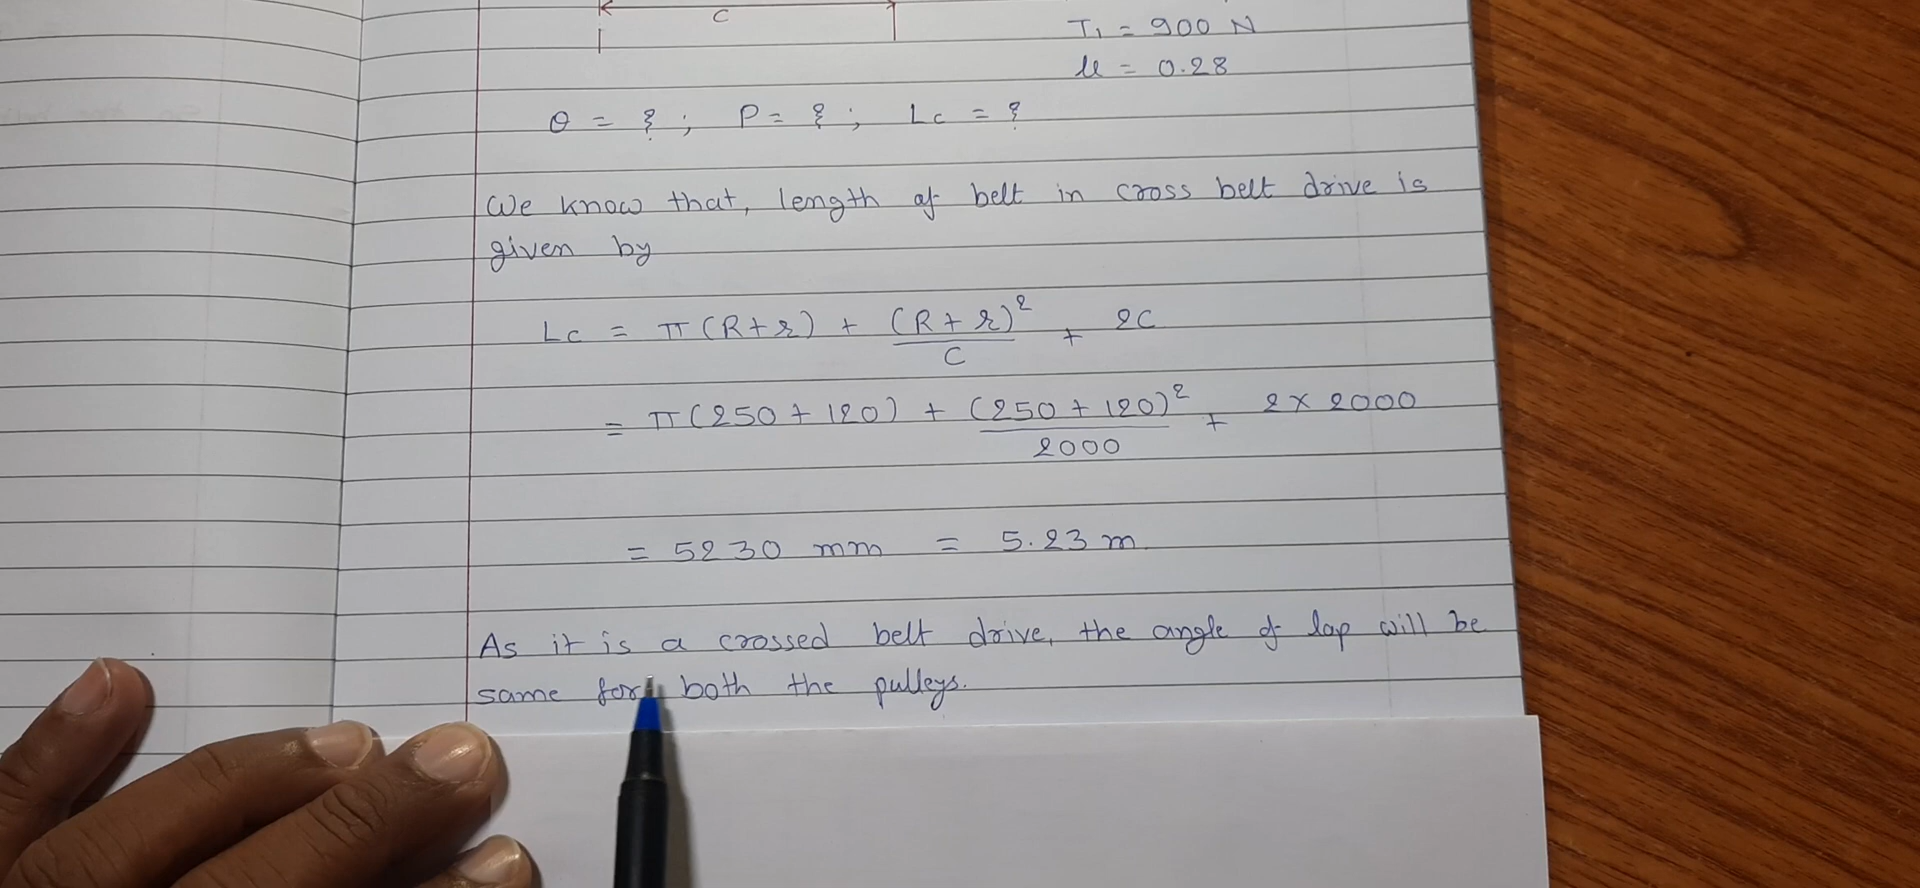 C
T₁ = 900 N
μ = 0.28
θ = ? ; P = ? ; Lc = ?
We know that, length of belt in cross belt drive is
given by
Lc = π(R+r) + (R+r)²/C + 2C
= π(250+120) + (250+120)²/2000 + 2×2000
= 5230 mm = 5.23 m
As it is a crossed belt drive, the angle of lap will be
same for both the pulleys.